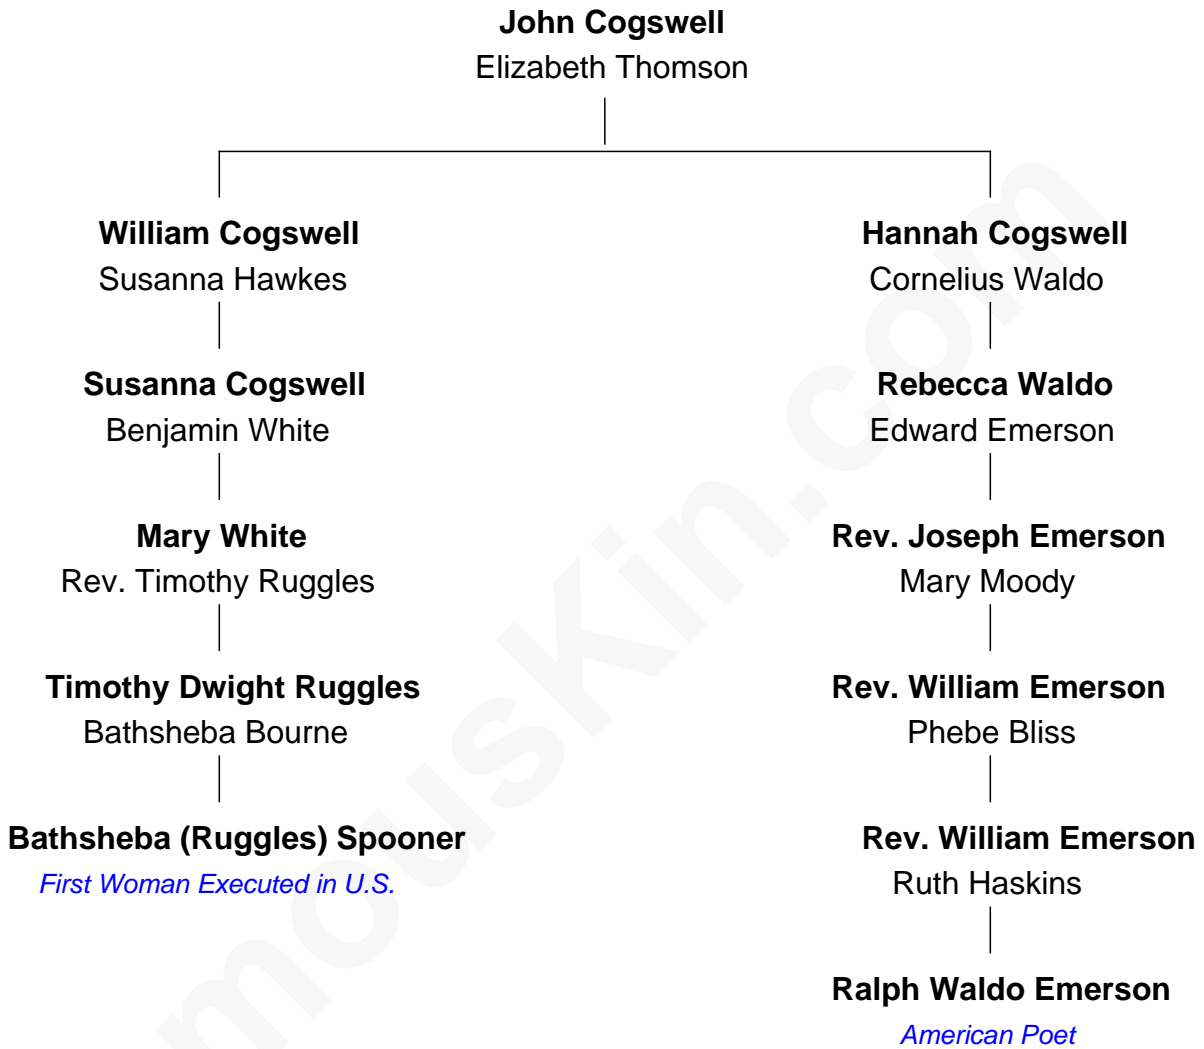 John Cogswell
Elizabeth Thomson
William Cogswell
Susanna Hawkes
Hannah Cogswell
Cornelius Waldo
Susanna Cogswell
Benjamin White
Rebecca Waldo
Edward Emerson
Mary White
Rev. Timothy Ruggles
Rev. Joseph Emerson
Mary Moody
Timothy Dwight Ruggles
Bathsheba Bourne
Rev. William Emerson
Phebe Bliss
Bathsheba (Ruggles) Spooner
First Woman Executed in U.S.
Rev. William Emerson
Ruth Haskins
Ralph Waldo Emerson
American Poet
mousKin.com